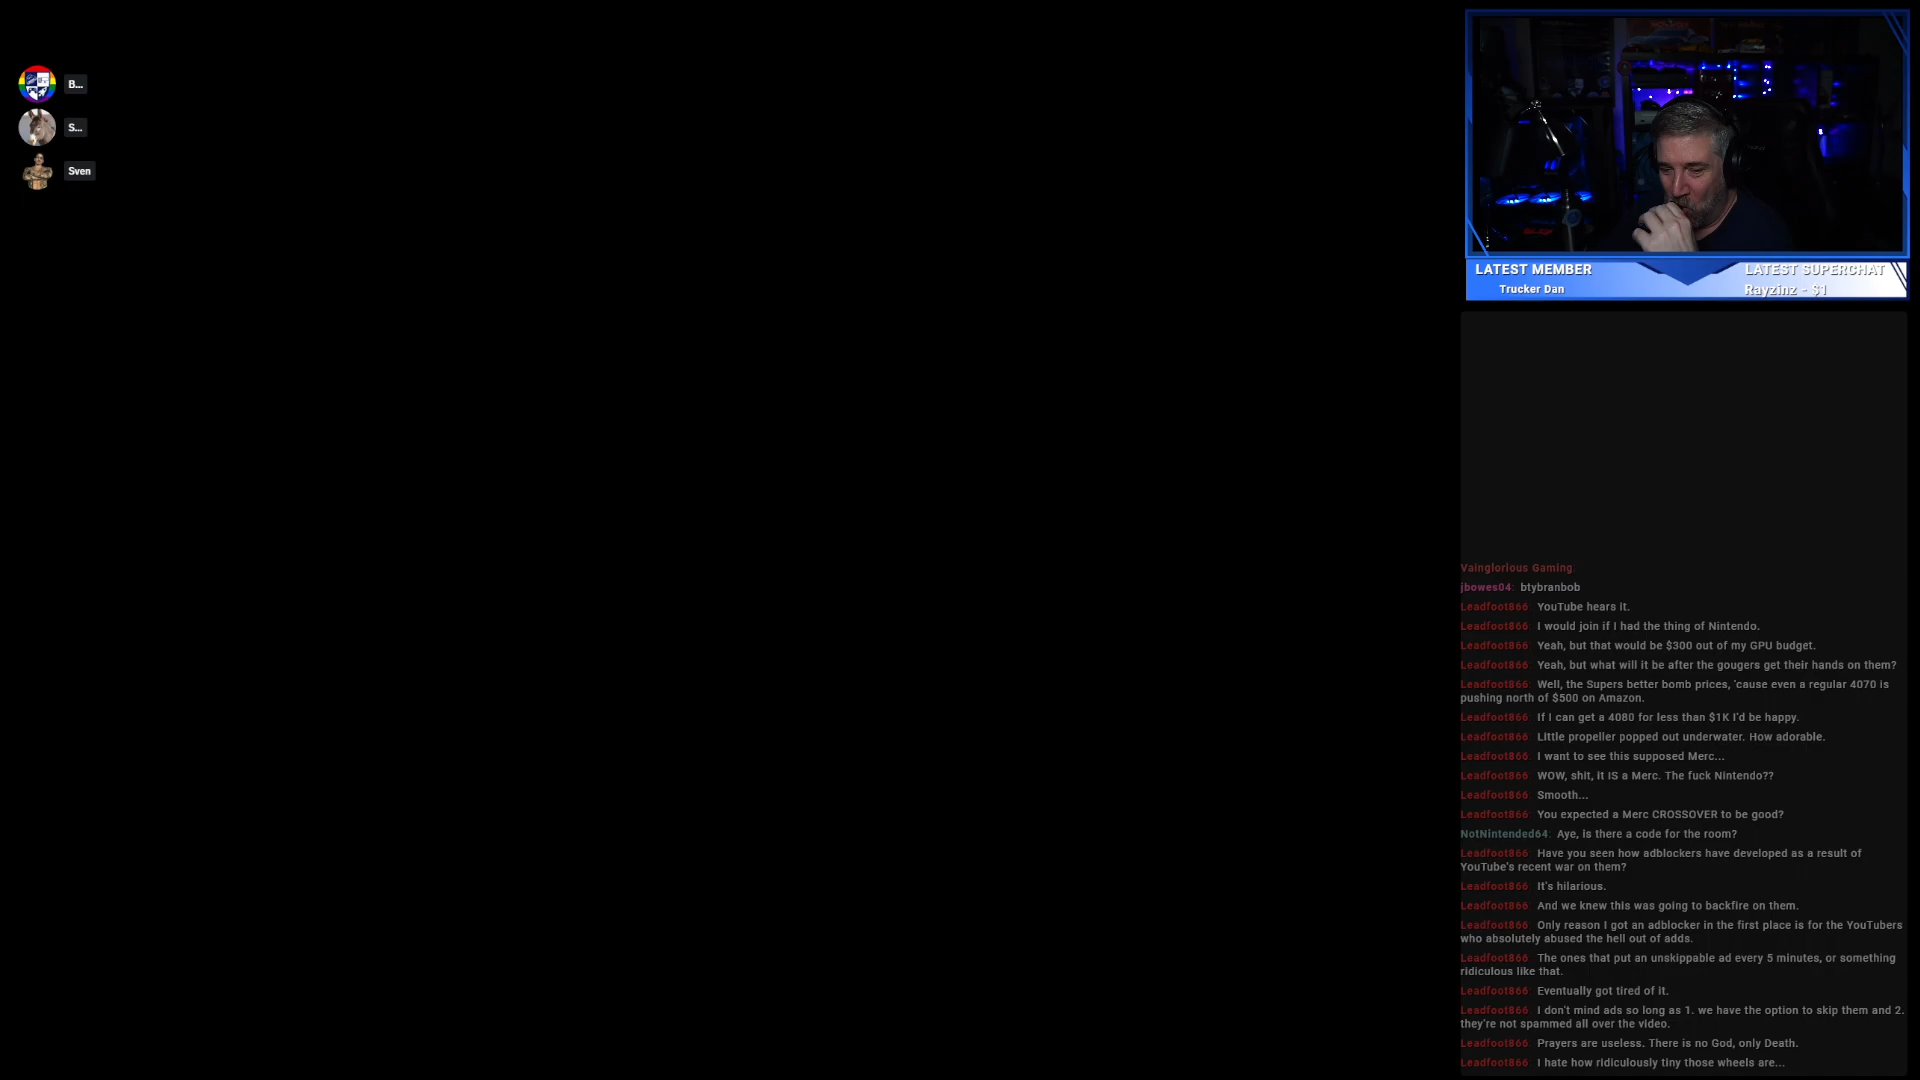 B...
S...
Sven
LATEST MEMBER
Trucker Dan
LATEST SUPERCHAT
Rayzinz - $1
Vainglorious Gaming:
jbowes04: btybranbob
Leadfoot866: YouTube hears it.
Leadfoot866: I would join if I had the thing of Nintendo.
Leadfoot866: Yeah, but that would be $300 out of my GPU budget.
Leadfoot866: Yeah, but what will it be after the gougers get their hands on them?
Leadfoot866: Well, the Supers better bomb prices, 'cause even a regular 4070 is
pushing north of $500 on Amazon.
Leadfoot866: If I can get a 4080 for less than $1K I'd be happy.
Leadfoot866: Little propeller popped out underwater. How adorable.
Leadfoot866: I want to see this supposed Merc...
Leadfoot866: WOW, shit, it IS a Merc. The fuck Nintendo??
Leadfoot866: Smooth...
Leadfoot866: You expected a Merc CROSSOVER to be good?
NotNintended64: Aye, is there a code for the room?
Leadfoot866: Have you seen how adblockers have developed as a result of
YouTube's recent war on them?
Leadfoot866: It's hilarious.
Leadfoot866: And we knew this was going to backfire on them.
Leadfoot866: Only reason I got an adblocker in the first place is for the YouTubers
who absolutely abused the hell out of adds.
Leadfoot866: The ones that put an unskippable ad every 5 minutes, or something
ridiculous like that.
Leadfoot866: Eventually got tired of it.
Leadfoot866: I don't mind ads so long as 1. we have the option to skip them and 2.
they're not spammed all over the video.
Leadfoot866: Prayers are useless. There is no God, only Death.
Leadfoot866: I hate how ridiculously tiny those wheels are...